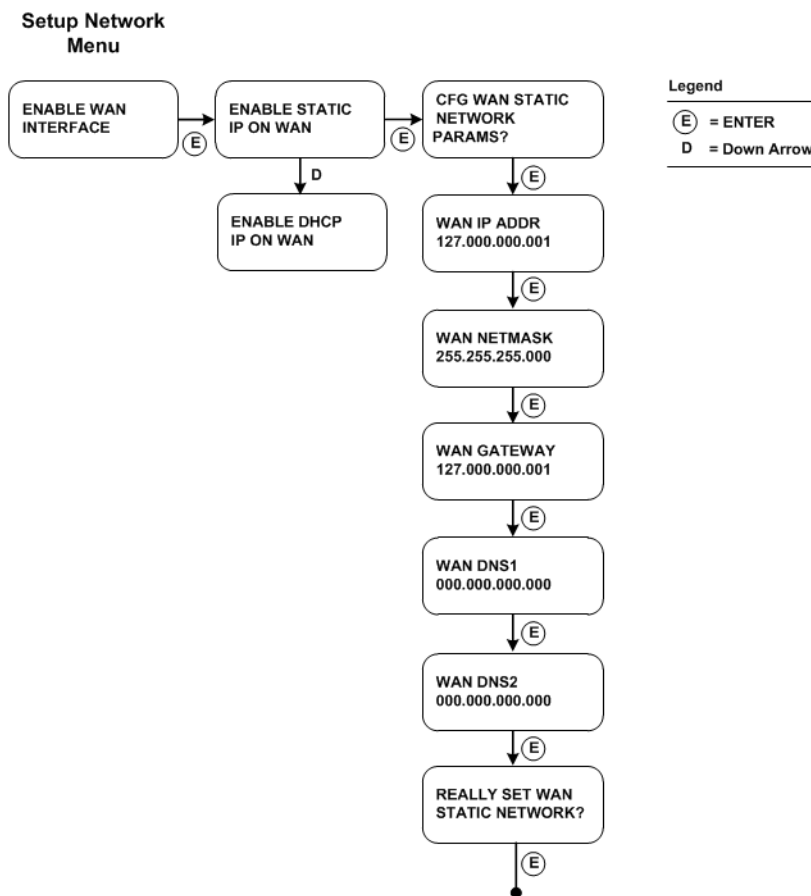 Setup Network
Menu
ENABLE WAN
INTERFACE
E
ENABLE STATIC
IP ON WAN
E
CFG WAN STATIC
NETWORK
PARAMS?
Legend
E = ENTER
D = Down Arrow
D
ENABLE DHCP
IP ON WAN
E
WAN IP ADDR
127.000.000.001
E
WAN NETMASK
255.255.255.000
E
WAN GATEWAY
127.000.000.001
E
WAN DNS1
000.000.000.000
E
WAN DNS2
000.000.000.000
E
REALLY SET WAN
STATIC NETWORK?
E